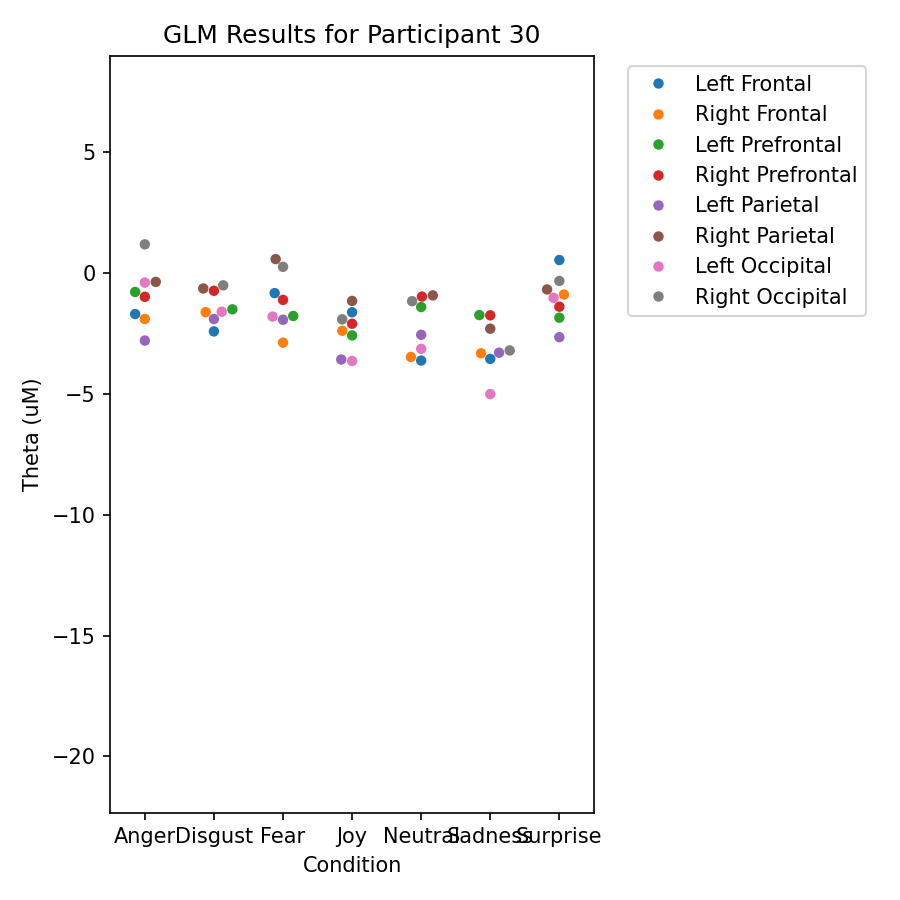 GLM Results for Participant 30
Left Frontal
Right Frontal
Left Prefrontal
Right Prefrontal
Left Parietal
Right Parietal
Left Occipital
Right Occipital
5
0
−5
−10
−15
−20
Theta (uM)
Anger Disgust Fear Joy Neutral Sadness Surprise
Condition